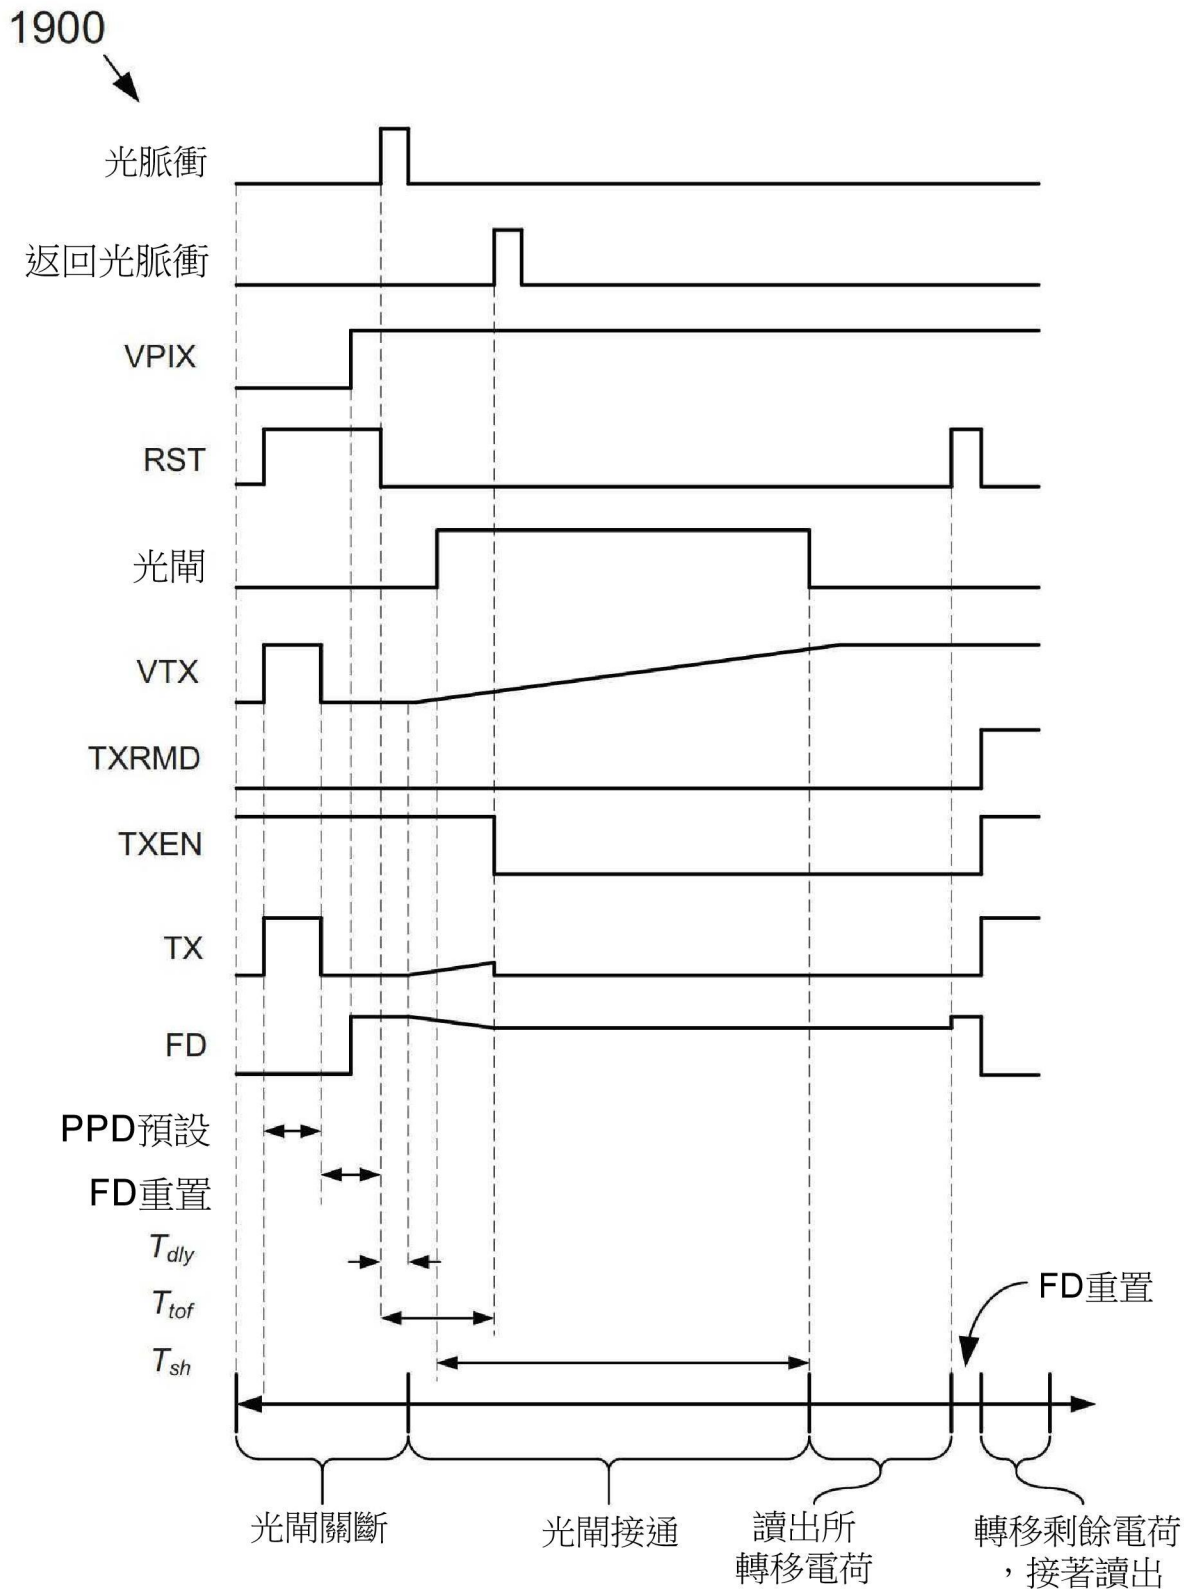 1900
光脈衝
返回光脈衝
VPIX
RST
光閘
VTX
TXRMD
TXEN
TX
FD
PPD預設
FD重置
Tdly
Ttof
FD重置
Tsh
光閘關斷
光閘接通
讀出所
轉移電荷
轉移剩餘電荷
，接著讀出